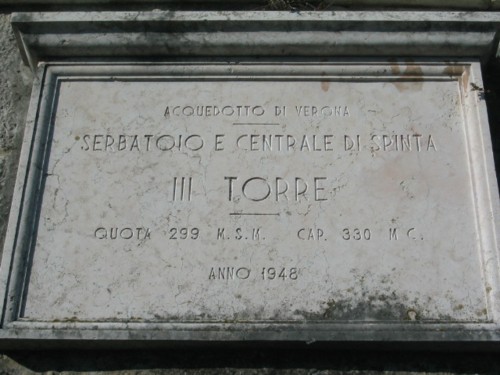 ACQUEDOTTO DI VERONA
SERBATOIO E CENTRALE DI SPINTA
III TORRE
QUOTA 299 M.S.M. CAP. 330 M C.
ANNO 1948